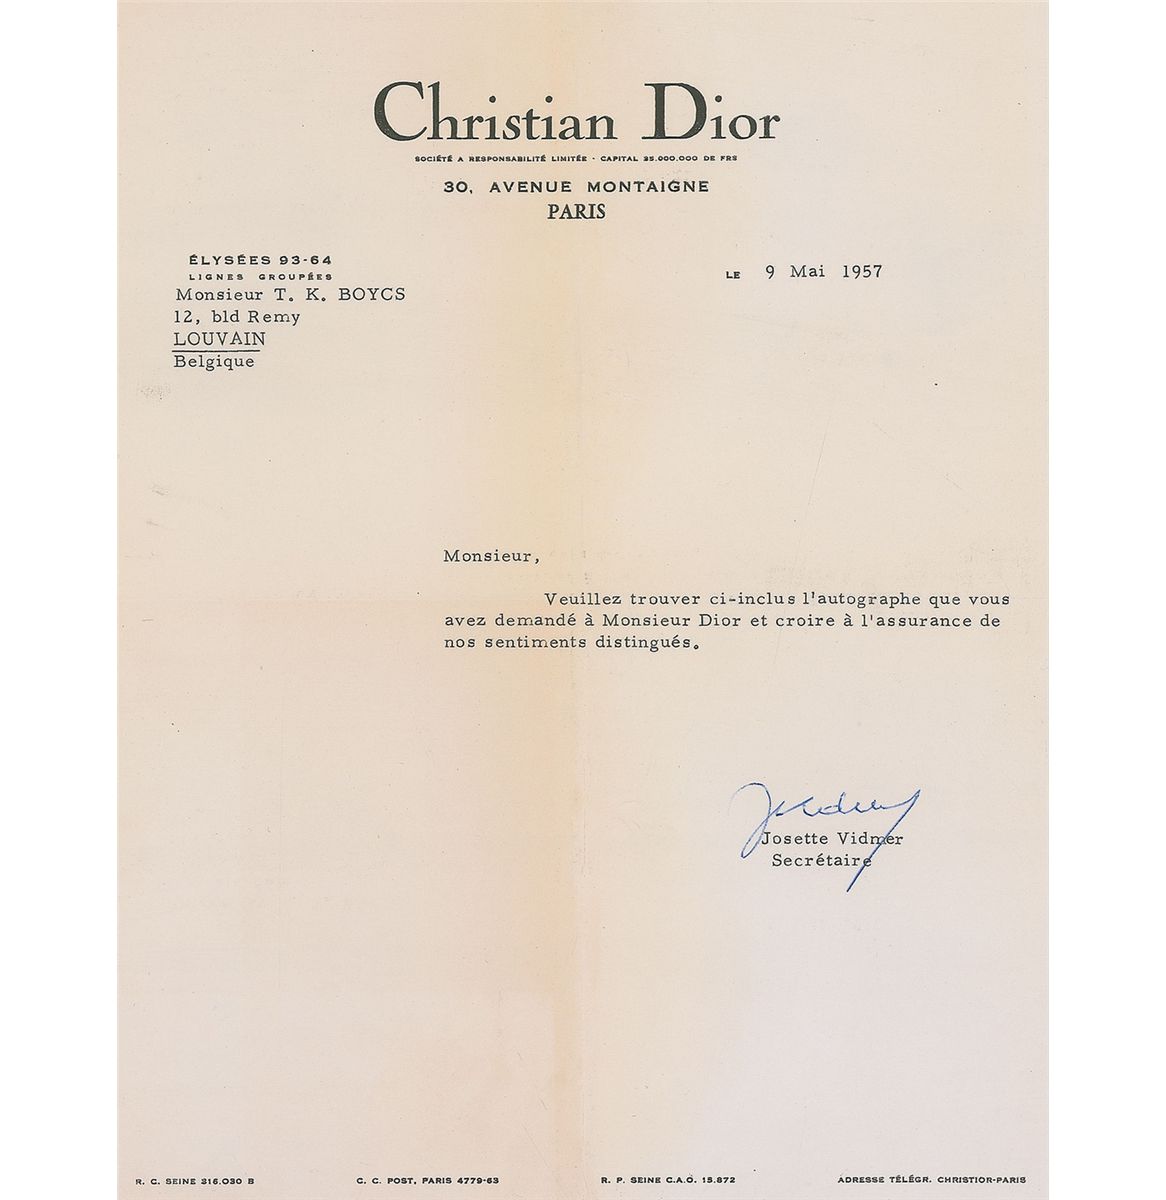 Christian Dior
SOCIÉTÉ A RESPONSABILITÉ LIMITÉE · CAPITAL 35.000.000 DE FRS
30, AVENUE MONTAIGNE
PARIS
ÉLYSÉES 93-64
LIGNES GROUPÉES
LE 9 Mai 1957
Monsieur T. K. BOYCS
12, bld Remy
LOUVAIN
Belgique
Monsieur,
Veuillez trouver ci-inclus l'autographe que vous
avez demandé à Monsieur Dior et croire à l'assurance de
nos sentiments distingués.
Josette Vidmer
Secrétaire
R. C. SEINE 316.030 B C. C. POST, PARIS 4779-63 R. P. SEINE C.A.O. 15.872 ADRESSE TÉLÉGR. CHRISTIOR-PARIS